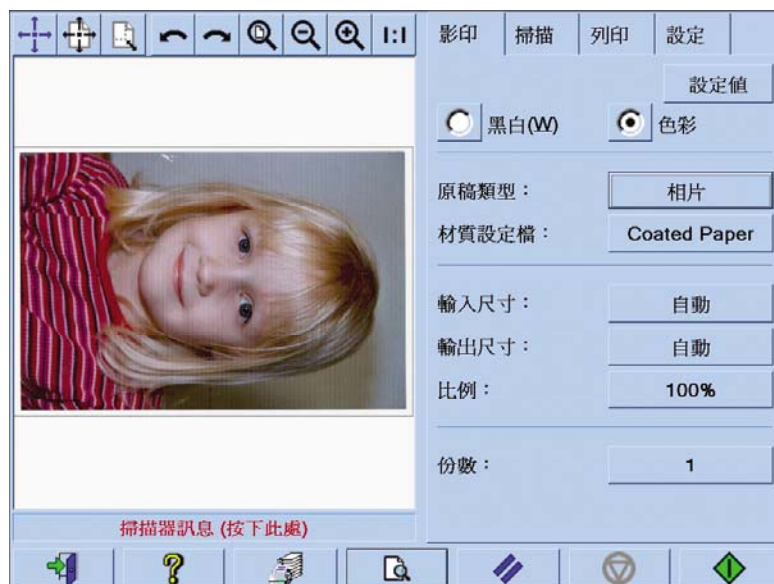 1:1
影印 掃描 列印 設定
設定值
黑白(W) 色彩
原稿類型： 相片
材質設定檔： Coated Paper
輸入尺寸： 自動
輸出尺寸： 自動
比例： 100%
份數： 1
掃描器訊息 (按下此處)